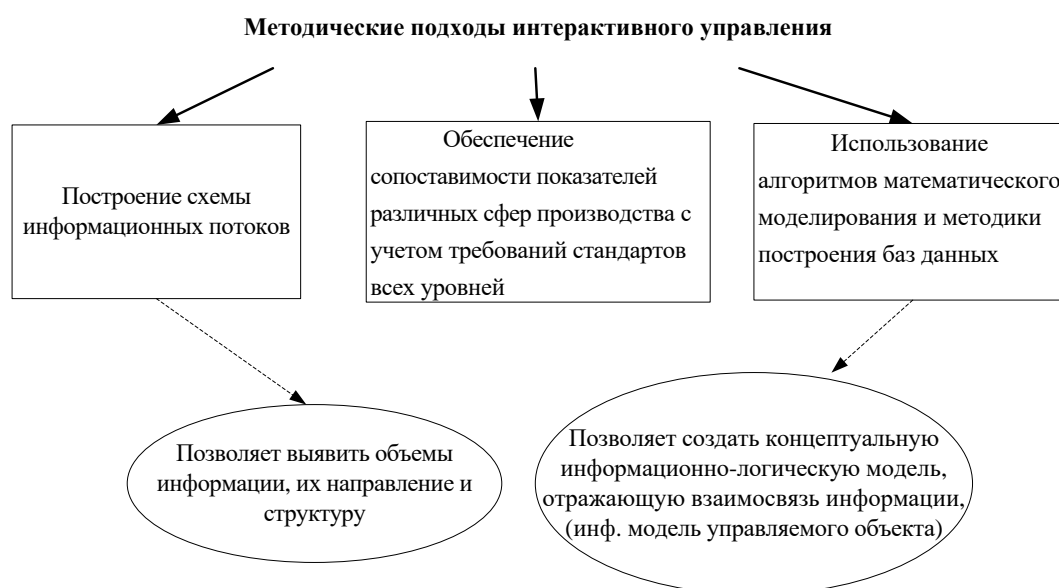 Методические подходы интерактивного управления
Построение схемы
информационных потоков
Обеспечение
сопоставимости показателей
различных сфер производства с
учетом требований стандартов
всех уровней
Использование
алгоритмов математического
моделирования и методики
построения баз данных
Позволяет выявить объемы
информации, их направление и
структуру
Позволяет создать концептуальную
информационно-логическую модель,
отражающую взаимосвязь информации,
(инф. модель управляемого объекта)